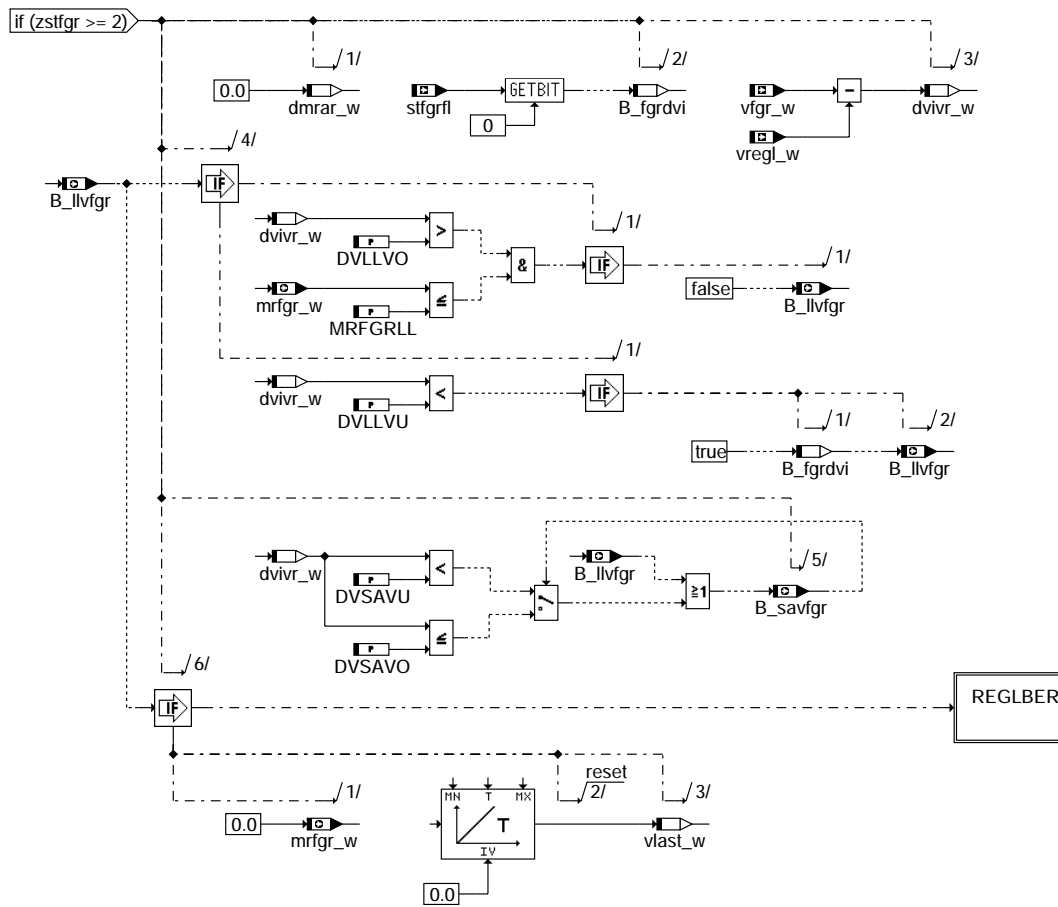 if (zstfgr >= 2)
/1/
/2/
/3/
0.0
dmrar_w
stfgrfl
GETBIT
0
B_fgrdvi
vfgr_w
vregl_w
-
dvivr_w
/4/
B_llvfgr
IF
/1/
dvivr_w
DVLLVO
>
mrfgr_w
MRFGRLL
≤
&
IF
/1/
false
B_llvfgr
/1/
dvivr_w
DVLLVU
<
IF
/1/
/2/
true
B_fgrdvi
B_llvfgr
/5/
dvivr_w
DVSAVU
<
DVSAVO
≤
B_llvfgr
≥1
B_savfgr
/6/
IF
REGLBER
/1/
reset
/2/
/3/
0.0
mrfgr_w
MN
T
MX
T
IV
0.0
vlast_w